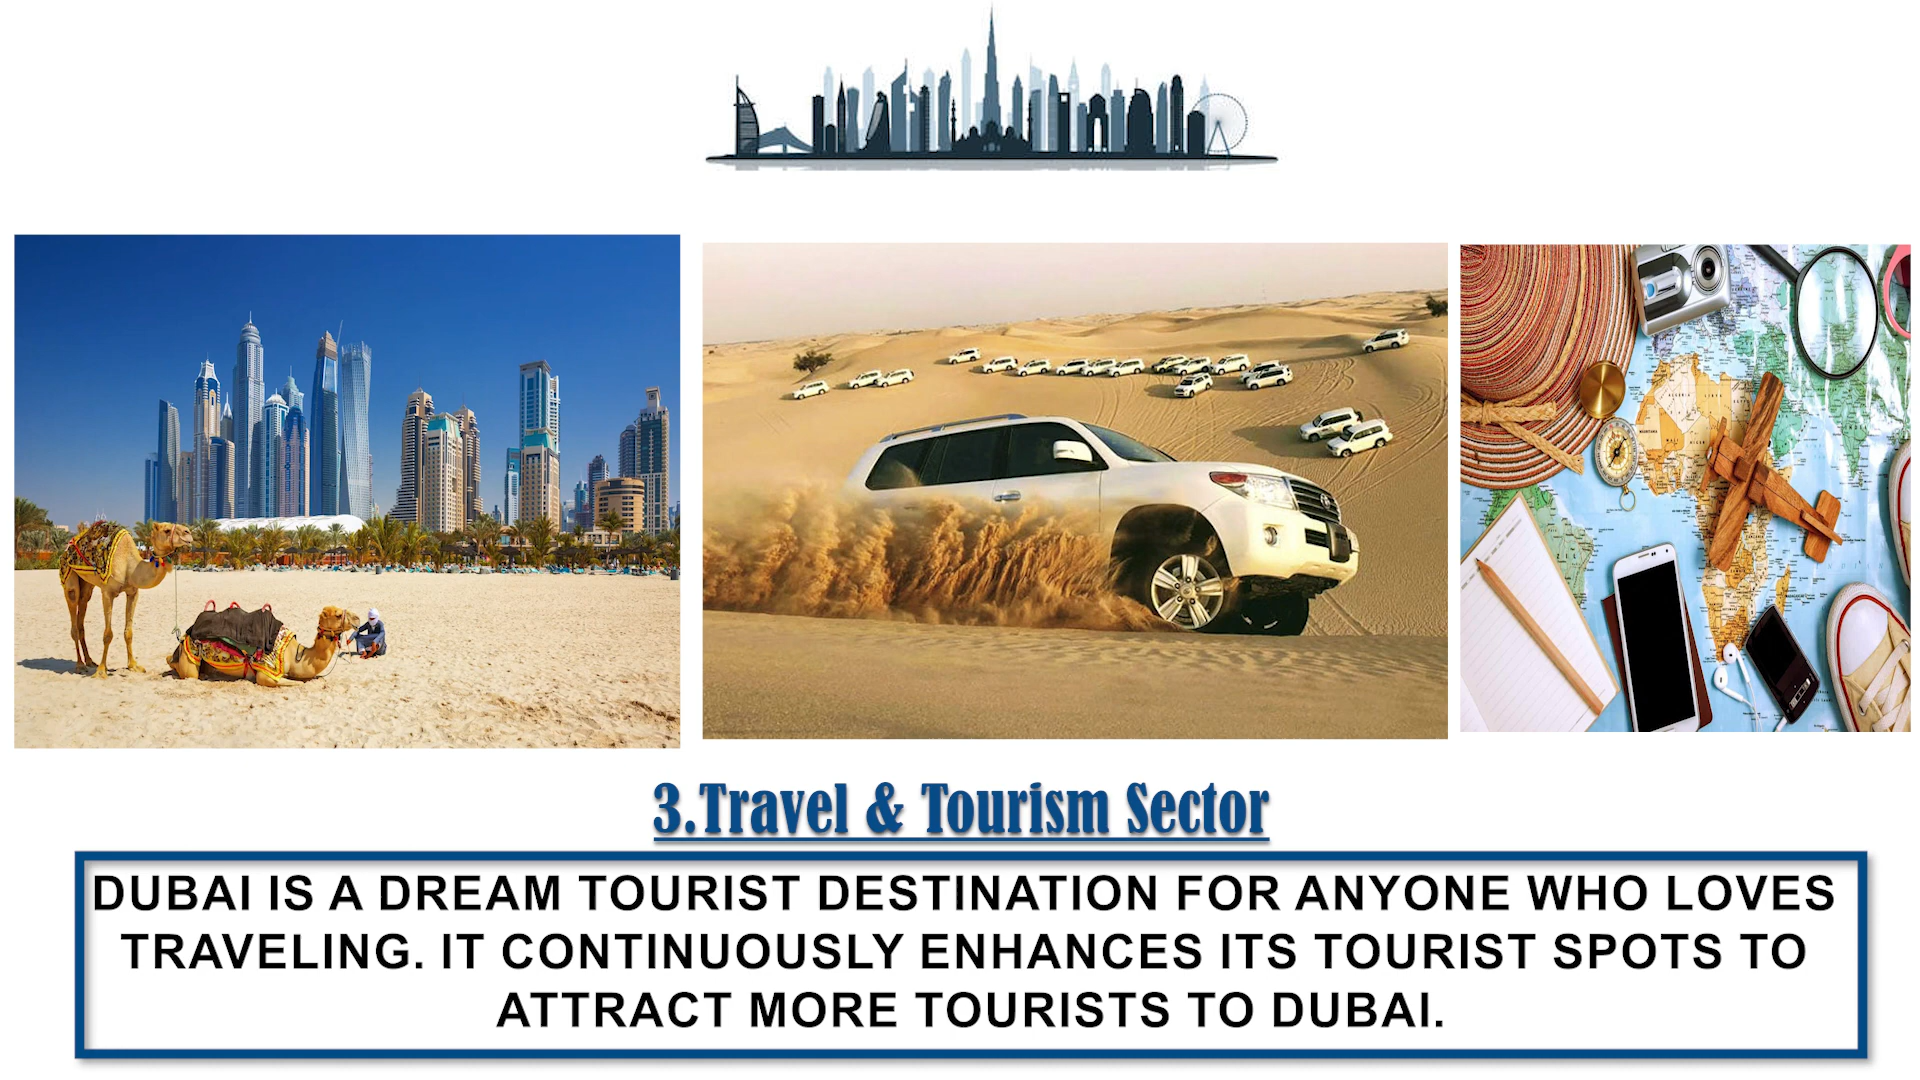 3.Travel & Tourism Sector
DUBAI IS A DREAM TOURIST DESTINATION FOR ANYONE WHO LOVES
TRAVELING. IT CONTINUOUSLY ENHANCES ITS TOURIST SPOTS TO
ATTRACT MORE TOURISTS TO DUBAI.